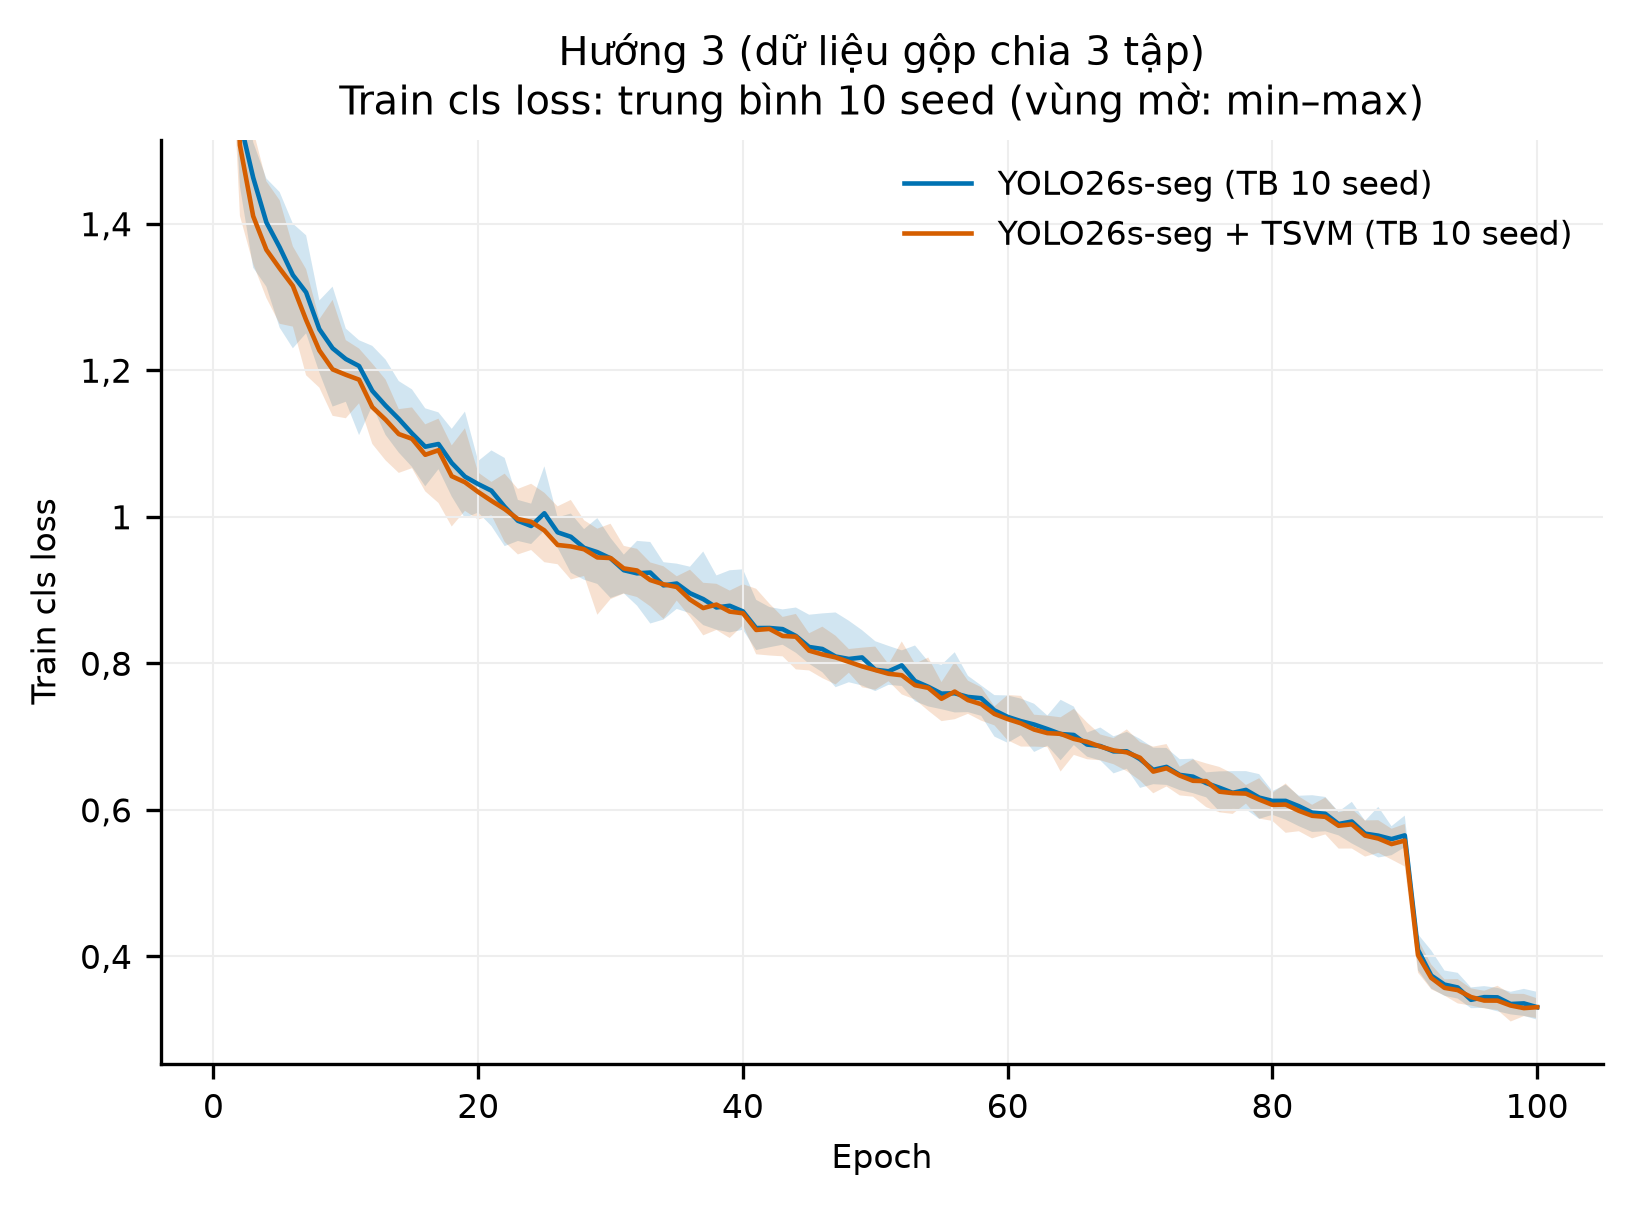 Hướng 3 (dữ liệu gộp chia 3 tập)
Train cls loss: trung bình 10 seed (vùng mờ: min–max)
YOLO26s-seg (TB 10 seed)
YOLO26s-seg + TSVM (TB 10 seed)
Train cls loss
1,4
1,2
1
0,8
0,6
0,4
0 20 40 60 80 100
Epoch